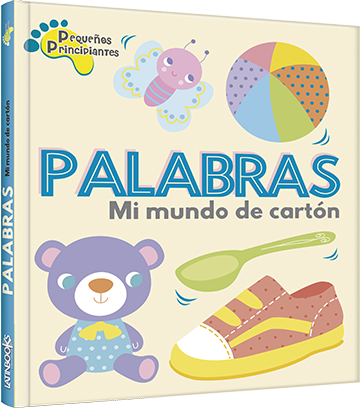 Pequeños
Principiantes
PALABRAS
Mi mundo de cartón
PALABRAS
Mi mundo de cartón
LATINBOOKS